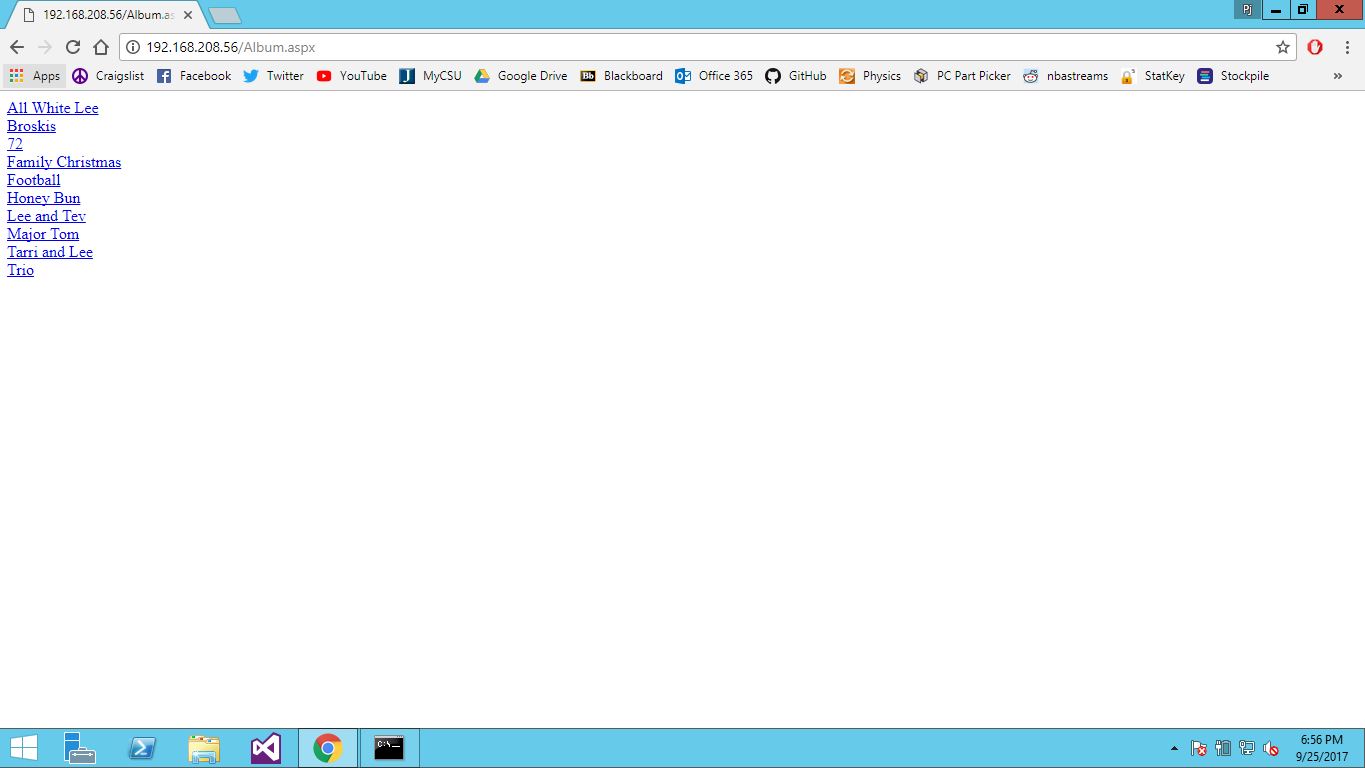 192.168.208.56/Album.as
Pj
192.168.208.56/Album.aspx
Apps Craigslist Facebook Twitter YouTube MyCSU Google Drive Blackboard Office 365 GitHub Physics PC Part Picker nbastreams StatKey Stockpile »
All White Lee
Broskis
72
Family Christmas
Football
Honey Bun
Lee and Tev
Major Tom
Tarri and Lee
Trio
6:56 PM
9/25/2017